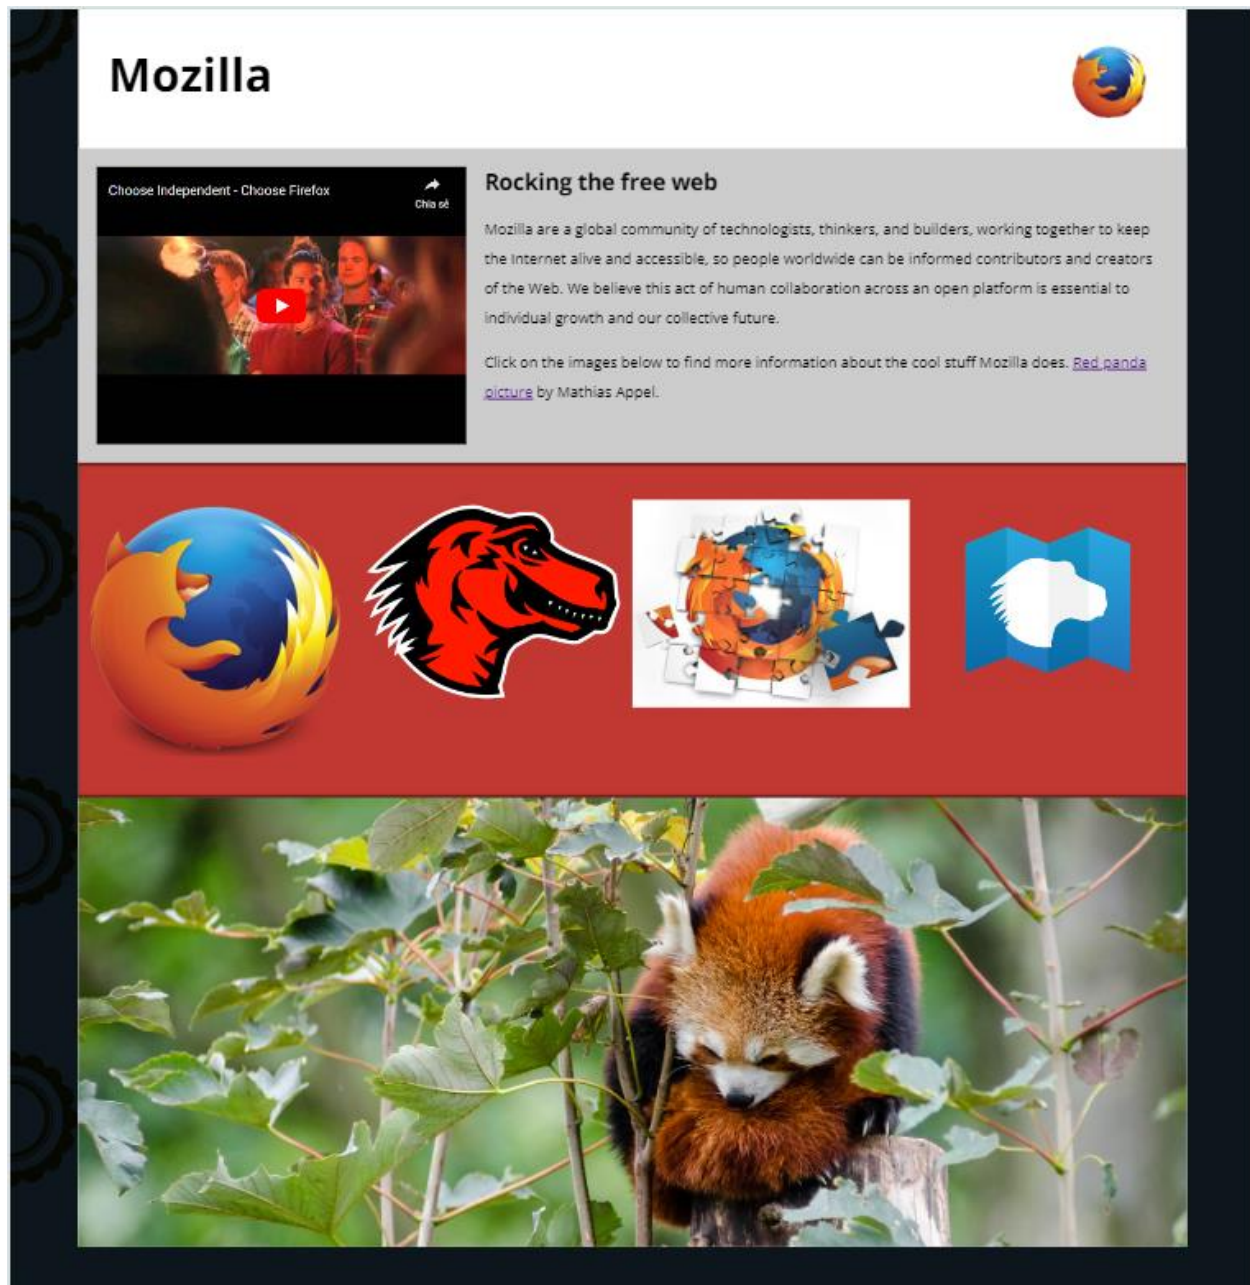 Mozilla
Choose Independent - Choose Firefox
Chia sẻ
Rocking the free web
Mozilla are a global community of technologists, thinkers, and builders, working together to keep
the Internet alive and accessible, so people worldwide can be informed contributors and creators
of the Web. We believe this act of human collaboration across an open platform is essential to
individual growth and our collective future.
Click on the images below to find more information about the cool stuff Mozilla does. Red panda
picture by Mathias Appel.